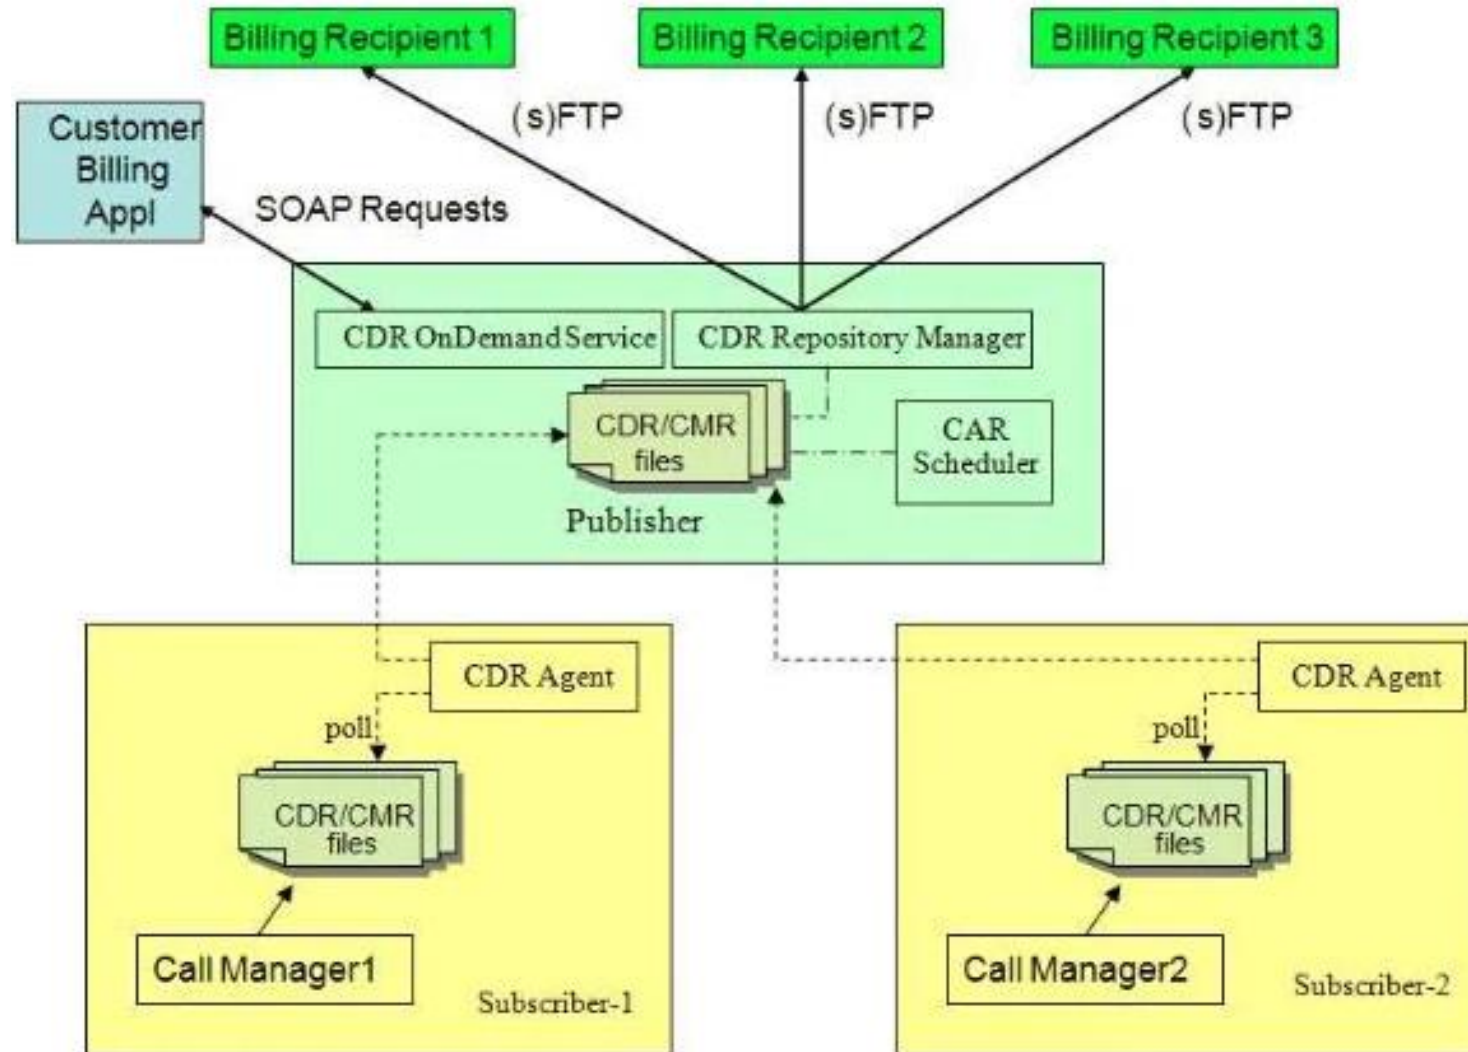 Billing Recipient 1
Billing Recipient 2
Billing Recipient 3
(s)FTP
(s)FTP
(s)FTP
Customer
Billing
Appl
SOAP Requests
CDR OnDemand Service
CDR Repository Manager
CDR/CMR
files
CAR
Scheduler
Publisher
CDR Agent
poll
CDR/CMR
files
Call Manager1
Subscriber-1
CDR Agent
poll
CDR/CMR
files
Call Manager2
Subscriber-2